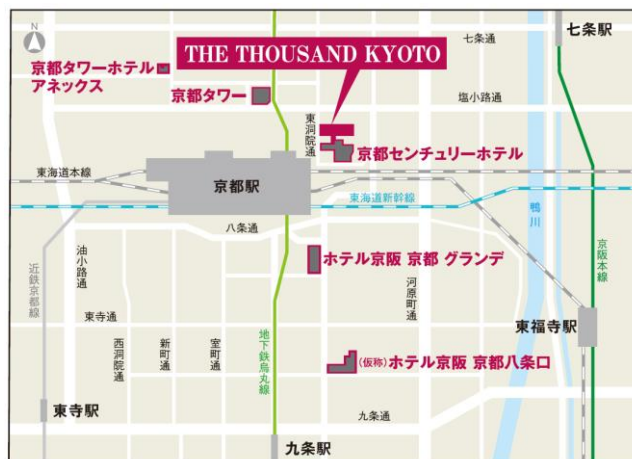 N
七条駅
七条通
THE THOUSAND KYOTO
京都タワーホテル
アネックス
京都タワー
塩小路通
東洞院通
京都センチュリーホテル
東海道本線
京都駅
東海道新幹線
鴨川
八条通
油小路通
近鉄京都線
ホテル京阪 京都 グランデ
河原町通
京阪本線
東寺通
西洞院通
新町通
室町通
地下鉄烏丸線
東福寺駅
(仮称)ホテル京阪 京都八条口
東寺駅
九条通
九条駅